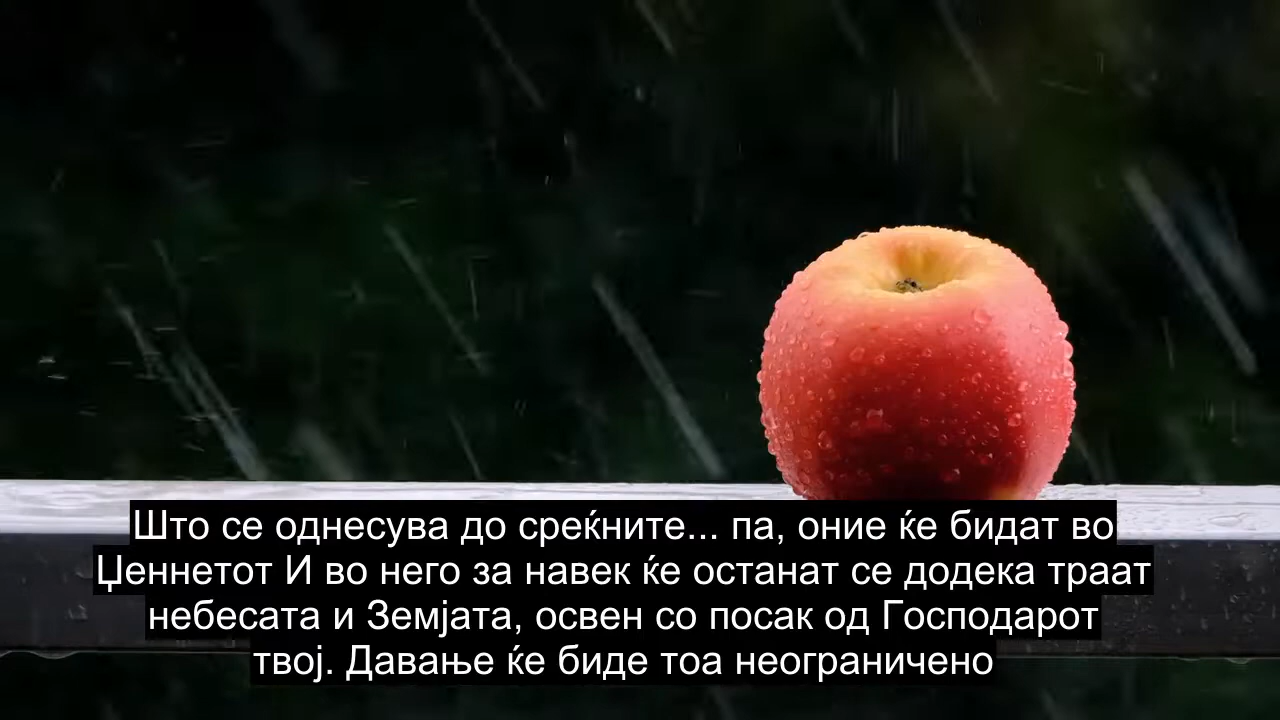 Што се однесува до среќните... па, оние ќе бидат во
Џеннетот И во него за навек ќе останат се додека траат
небесата и Земјата, освен со посак од Господарот
твој. Давање ќе биде тоа неограничено